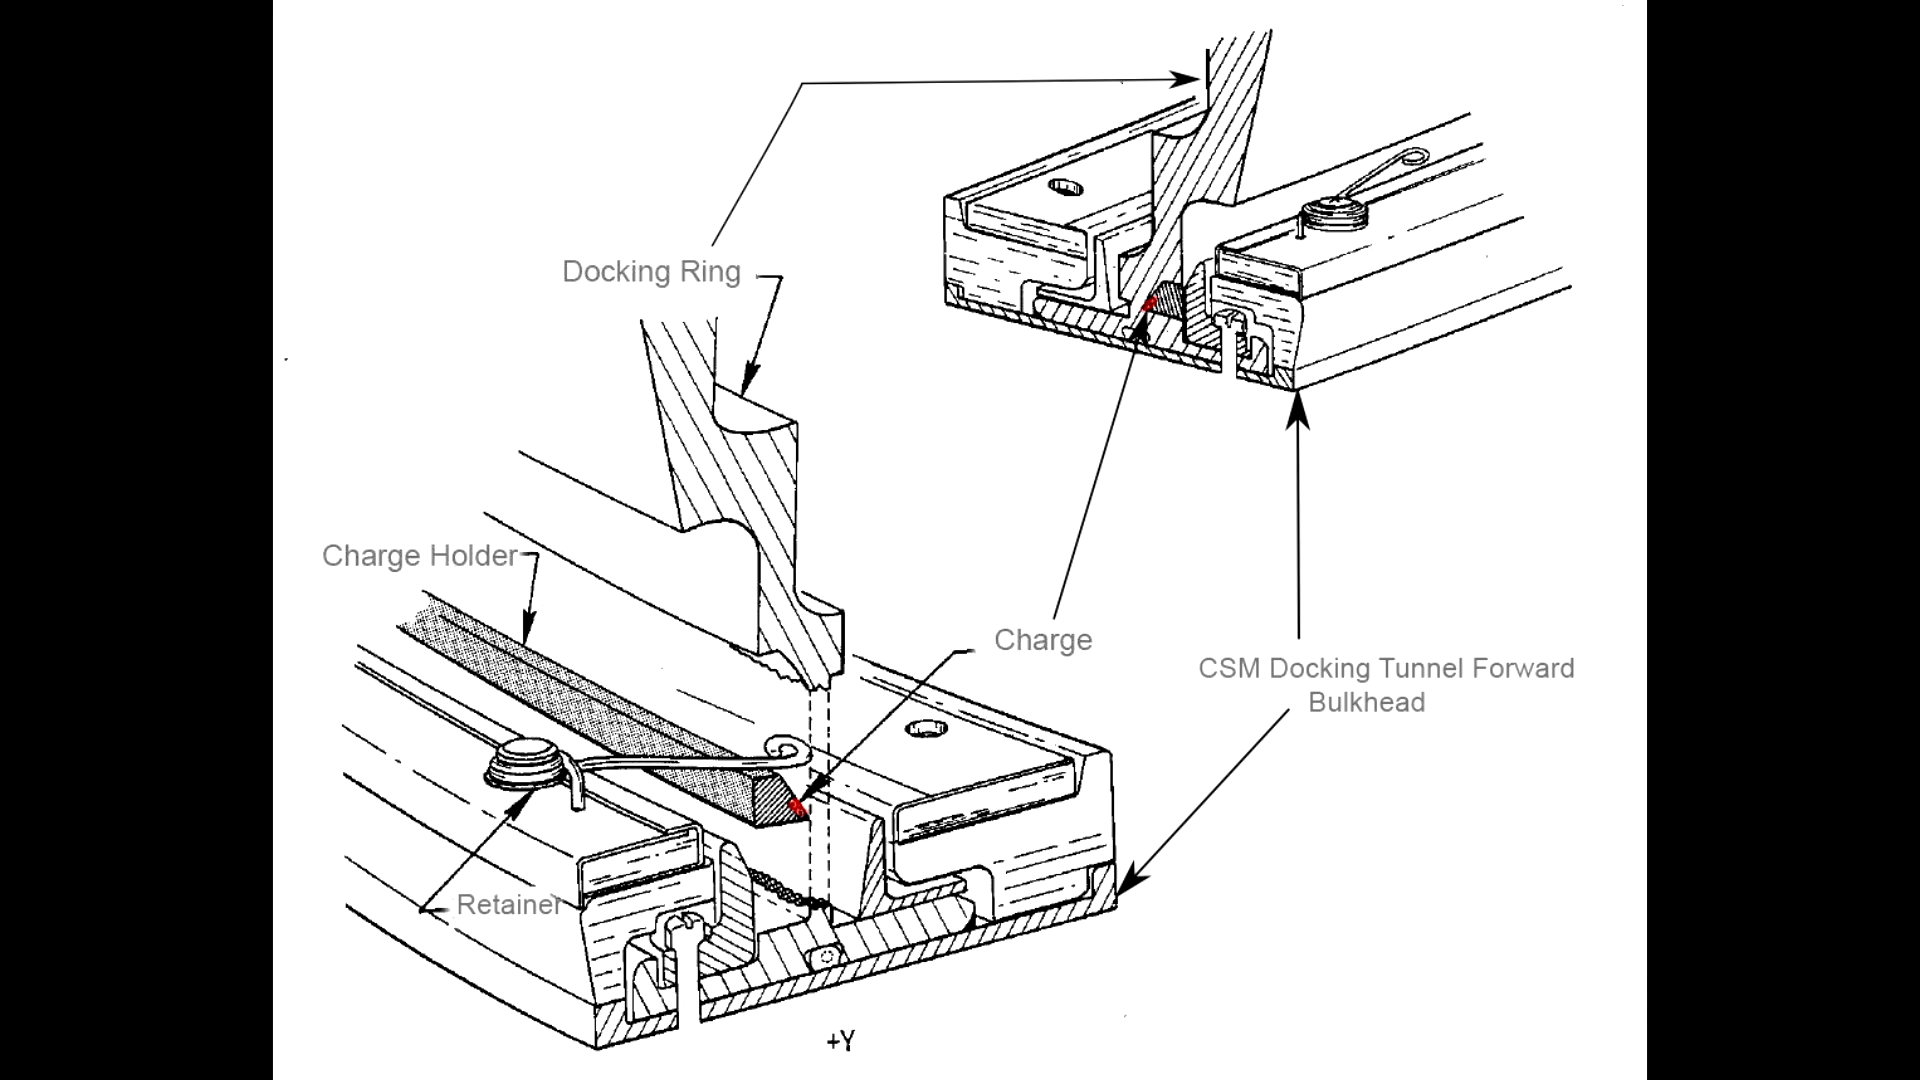 Docking Ring
Charge Holder
Charge
CSM Docking Tunnel Forward
Bulkhead
Retainer
+Y